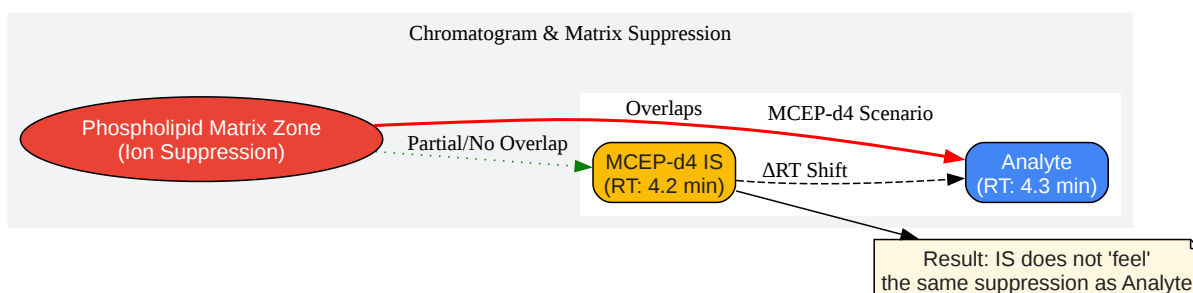 Chromatogram & Matrix Suppression
Overlaps
MCEP-d4 Scenario
Phospholipid Matrix Zone
(Ion Suppression)
Partial/No Overlap
MCEP-d4 IS
(RT: 4.2 min)
ΔRT Shift
Analyte
(RT: 4.3 min)
Result: IS does not 'feel'
the same suppression as Analyte